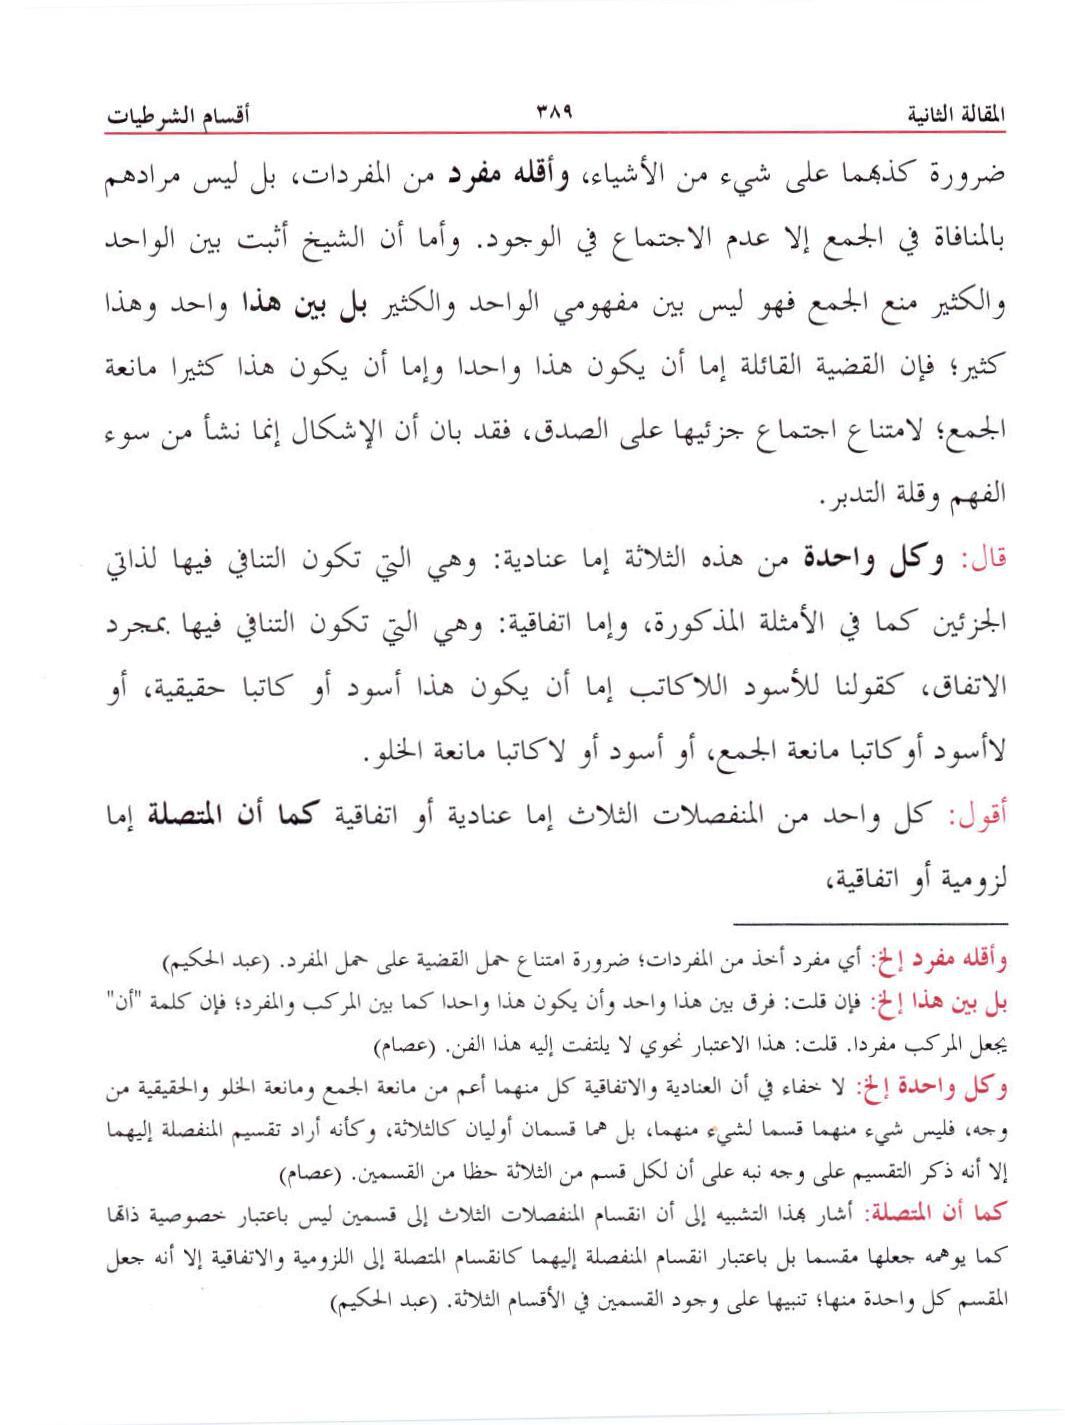 المقالة الثانية ٣٨٩ أقسام الشرطيات
ضرورة كذبهما على شيء من الأشياء، وأقله مفرد من المفردات، بل ليس مرادهم
بالمنافاة في الجمع إلا عدم الاجتماع في الوجود. وأما أن الشيخ أثبت بين الواحد
والكثير منع الجمع فهو ليس بين مفهومي الواحد والكثير بل بين هذا واحد وهذا
كثير؛ فإن القضية القائلة إما أن يكون هذا واحدا وإما أن يكون هذا كثيرا مانعة
الجمع؛ لامتناع اجتماع جزئيها على الصدق، فقد بان أن الإشكال إنما نشأ من سوء
الفهم وقلة التدبر.
قال: وكل واحدة من هذه الثلاثة إما عنادية: وهي التي تكون التنافي فيها لذاتي
الجزئين كما في الأمثلة المذكورة، وإما اتفاقية: وهي التي تكون التنافي فيها بمجرد
الاتفاق، كقولنا للأسود اللاكاتب إما أن يكون هذا أسود أو كاتبا حقيقية، أو
لاأسود أوكاتبا مانعة الجمع، أو أسود أو لاكاتبا مانعة الخلو.
أقول: كل واحد من المنفصلات الثلاث إما عنادية أو اتفاقية كما أن المتصلة إما
لزومية أو اتفاقية،
وأقله مفرد إلخ: أي مفرد أخذ من المفردات؛ ضرورة امتناع حمل القضية على حمل المفرد. (عبد الحكيم)
بل بين هذا إلخ: فإن قلت: فرق بين هذا واحد وأن يكون هذا واحدا كما بين المركب والمفرد؛ فإن كلمة "أن"
يجعل المركب مفردا. قلت: هذا الاعتبار نحوي لا يلتفت إليه هذا الفن. (عصام)
وكل واحدة إلخ: لا خفاء في أن العنادية والاتفاقية كل منهما أعم من مانعة الجمع ومانعة الخلو والحقيقية من
وجه، فليس شيء منهما قسما لشيء منهما، بل هما قسمان أوليان كالثلاثة، وكأنه أراد تقسيم المنفصلة إليهما
إلا أنه ذكر التقسيم على وجه نبه على أن لكل قسم من الثلاثة حظا من القسمين. (عصام)
كما أن المتصلة: أشار بهذا التشبيه إلى أن انقسام المنفصلات الثلاث إلى قسمين ليس باعتبار خصوصية ذاتها
كما يوهمه جعلها مقسما بل باعتبار انقسام المنفصلة إليهما كانقسام المتصلة إلى اللزومية والاتفاقية إلا أنه جعل
المقسم كل واحدة منها؛ تنبيها على وجود القسمين في الأقسام الثلاثة. (عبد الحكيم)